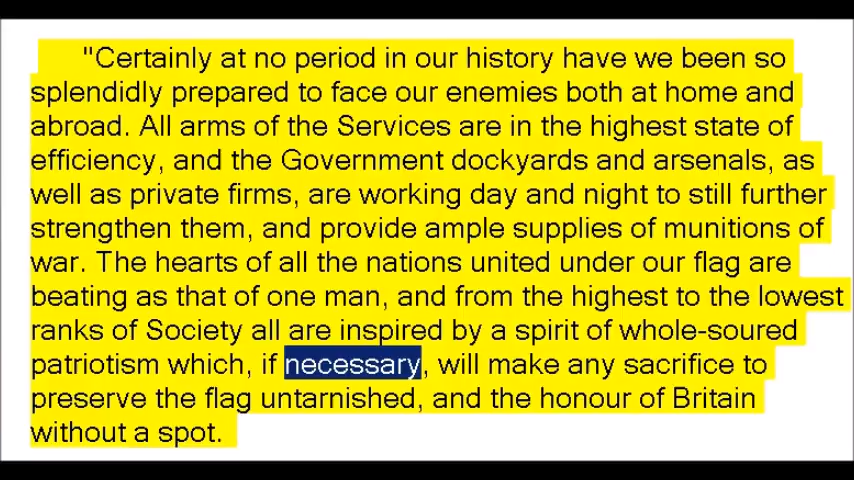 "Certainly at no period in our history have we been so
splendidly prepared to face our enemies both at home and
abroad. All arms of the Services are in the highest state of
efficiency, and the Government dockyards and arsenals, as
well as private firms, are working day and night to still further
strengthen them, and provide ample supplies of munitions of
war. The hearts of all the nations united under our flag are
beating as that of one man, and from the highest to the lowest
ranks of Society all are inspired by a spirit of whole-soured
patriotism which, if necessary, will make any sacrifice to
preserve the flag untarnished, and the honour of Britain
without a spot.